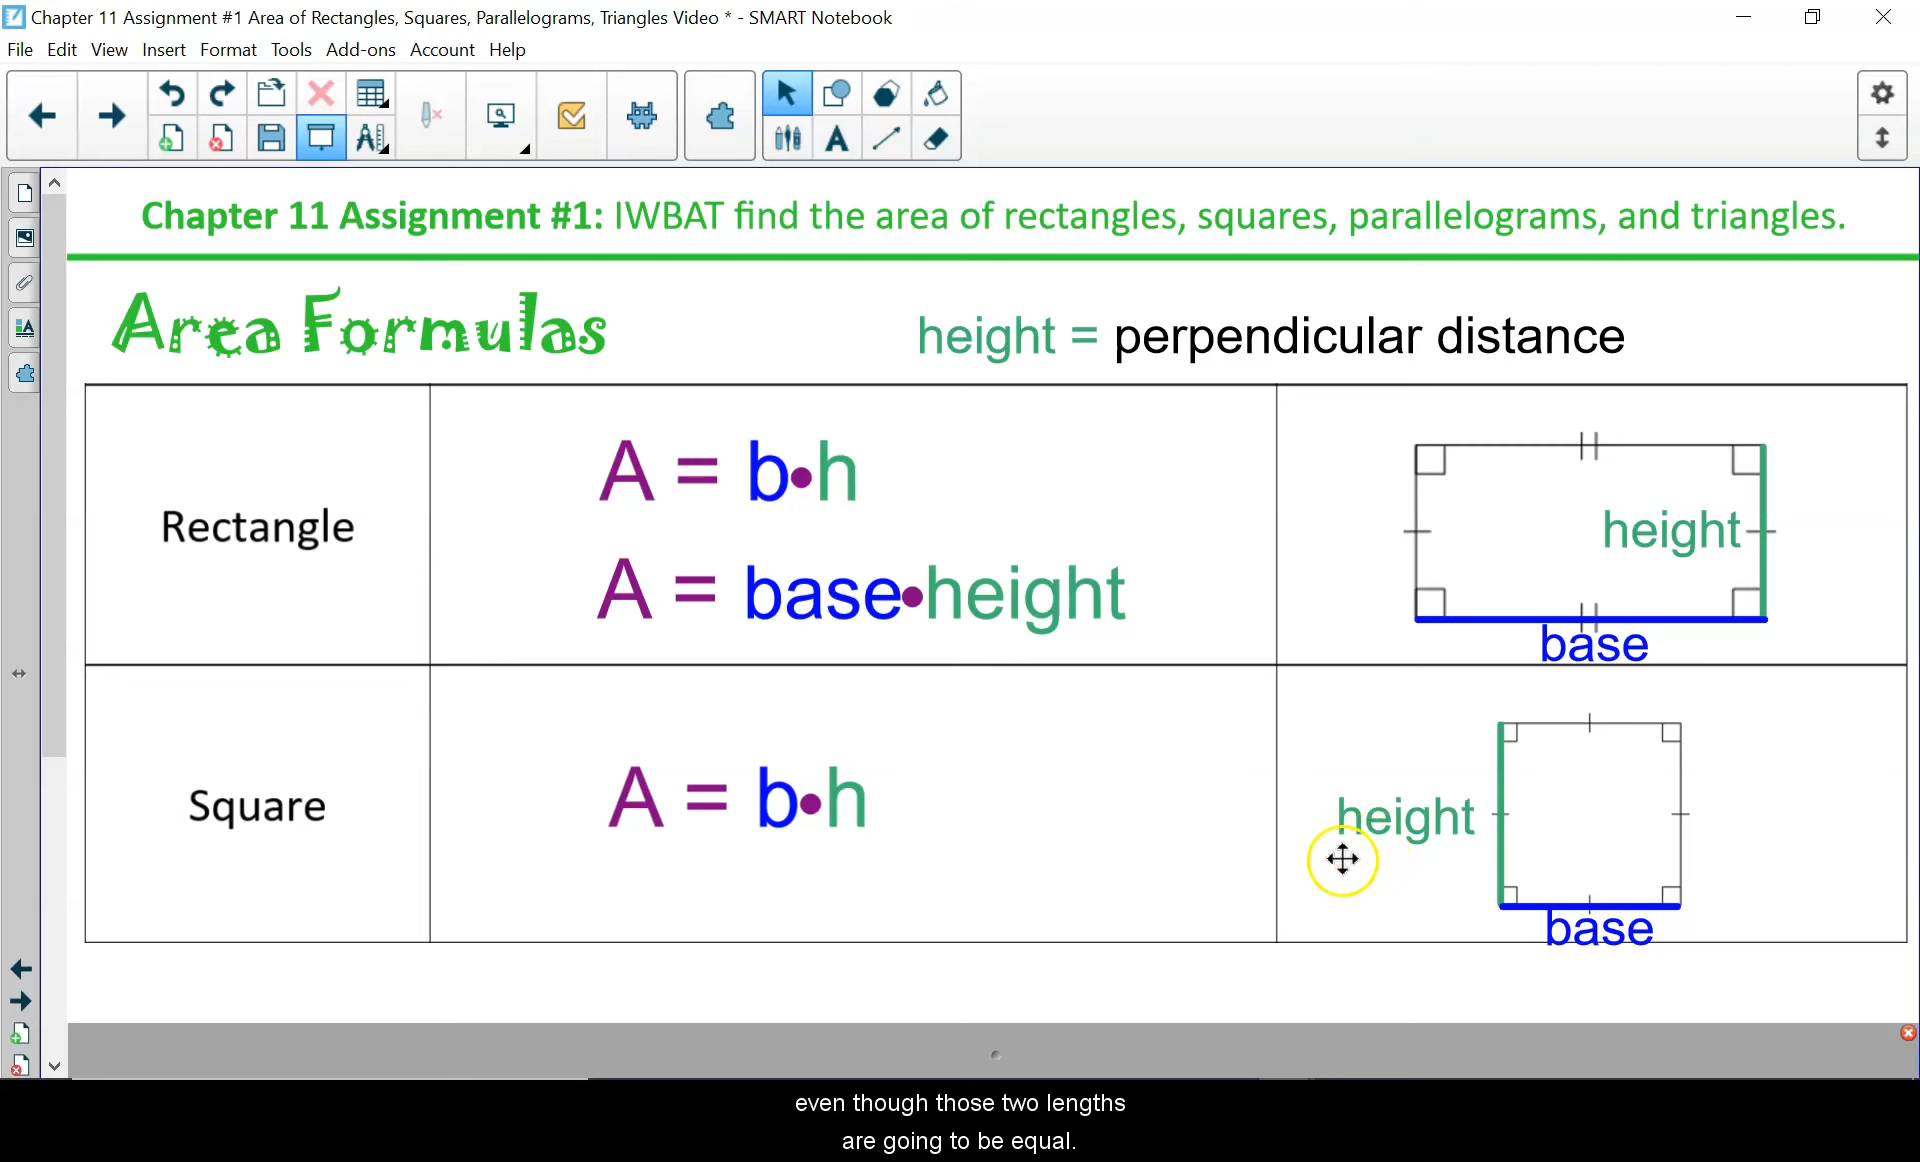 Chapter 11 Assignment #1 Area of Rectangles, Squares, Parallelograms, Triangles Video * - SMART Notebook
File Edit View Insert Format Tools Add-ons Account Help
Chapter 11 Assignment #1: IWBAT find the area of rectangles, squares, parallelograms, and triangles.
Area Formulas
height = perpendicular distance
Rectangle
A = b•h
A = base•height
height
base
Square
A = b•h
height
base
even though those two lengths
are going to be equal.